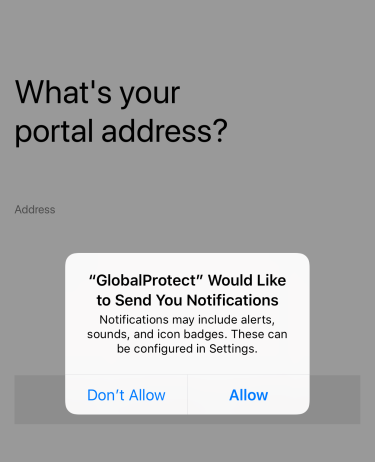 What's your
portal address?
Address
“GlobalProtect” Would Like
to Send You Notifications
Notifications may include alerts,
sounds, and icon badges. These can
be configured in Settings.
Don’t Allow
Allow